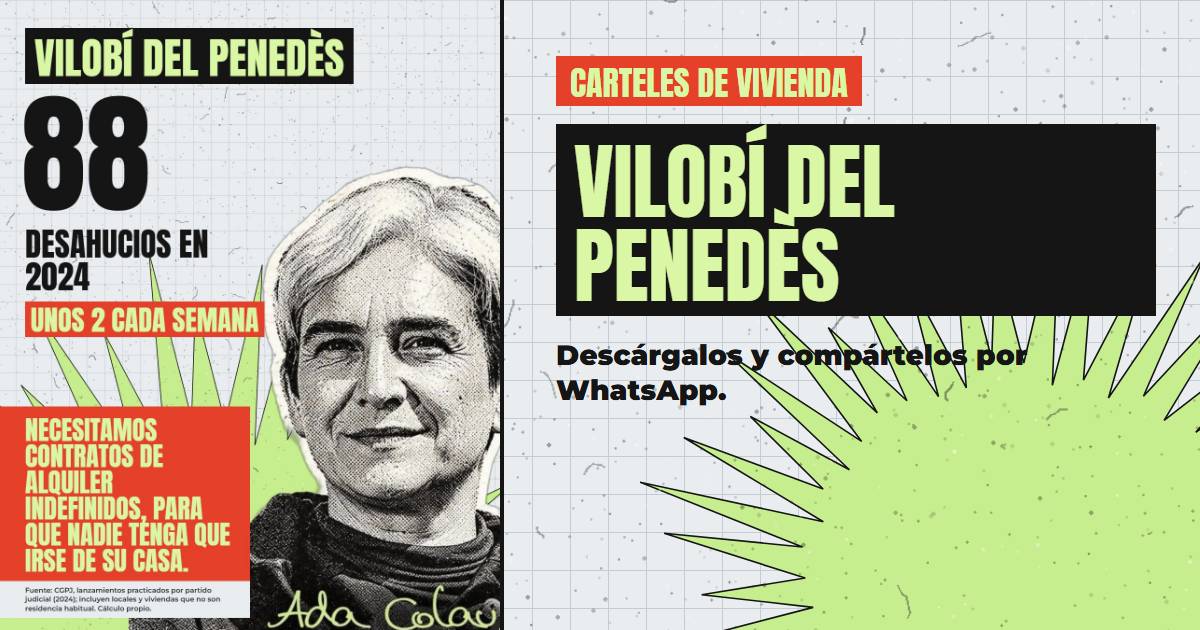 VILOBÍ DEL PENEDÈS
88
DESAHUCIOS EN
2024
UNOS 2 CADA SEMANA
NECESITAMOS
CONTRATOS DE
ALQUILER
INDEFINIDOS, PARA
QUE NADIE TENGA QUE
IRSE DE SU CASA.
Fuente: CGPJ, lanzamientos practicados por partido
judicial (2024); incluyen locales y viviendas que no son
residencia habitual. Cálculo propio.
Ada Colau
CARTELES DE VIVIENDA
VILOBÍ DEL
PENEDÈS
Descárgalos y compártelos por
WhatsApp.